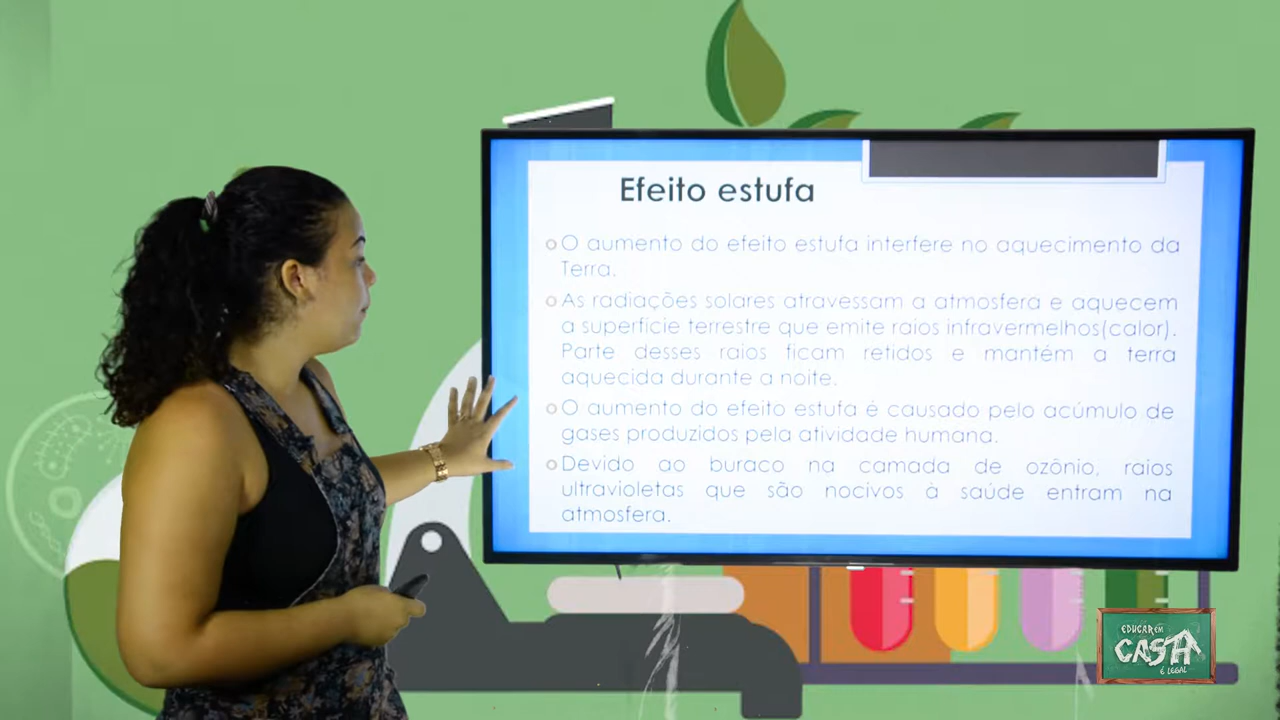 Efeito estufa
O aumento do efeito estufa interfere no aquecimento da
Terra.
As radiações solares atravessam a atmosfera e aquecem
a superfície terrestre que emite raios infravermelhos(calor).
Parte desses raios ficam retidos e mantém a terra
aquecida durante a noite.
O aumento do efeito estufa é causado pelo acúmulo de
gases produzidos pela atividade humana.
Devido ao buraco na camada de ozônio, raios
ultravioletas que são nocivos à saúde entram na
atmosfera.
EDUCAR EM
CASA
É LEGAL